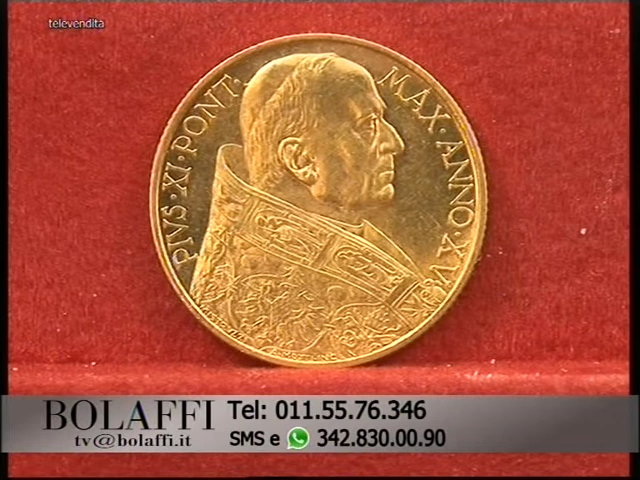 televendita
PIVS·XI·PONT· MAX·ANNO·XVI
BOLAFFI
tv@bolaffi.it
Tel: 011.55.76.346
SMS e 342.830.00.90